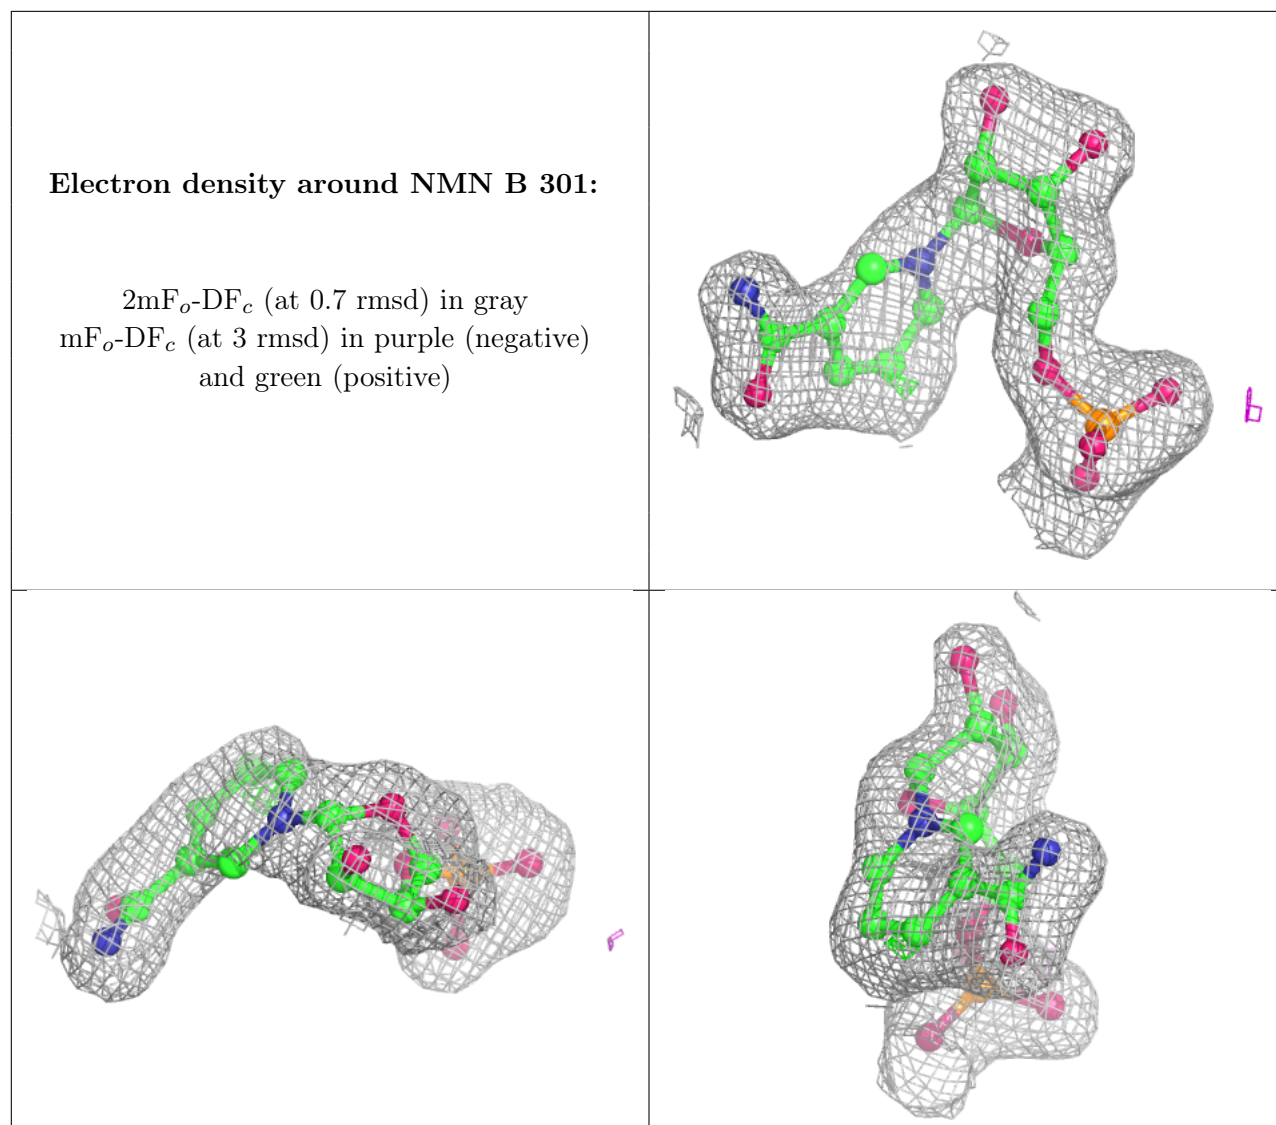 Electron density around NMN B 301:
2mFₒ-DF𝒸 (at 0.7 rmsd) in gray
mFₒ-DF𝒸 (at 3 rmsd) in purple (negative)
and green (positive)